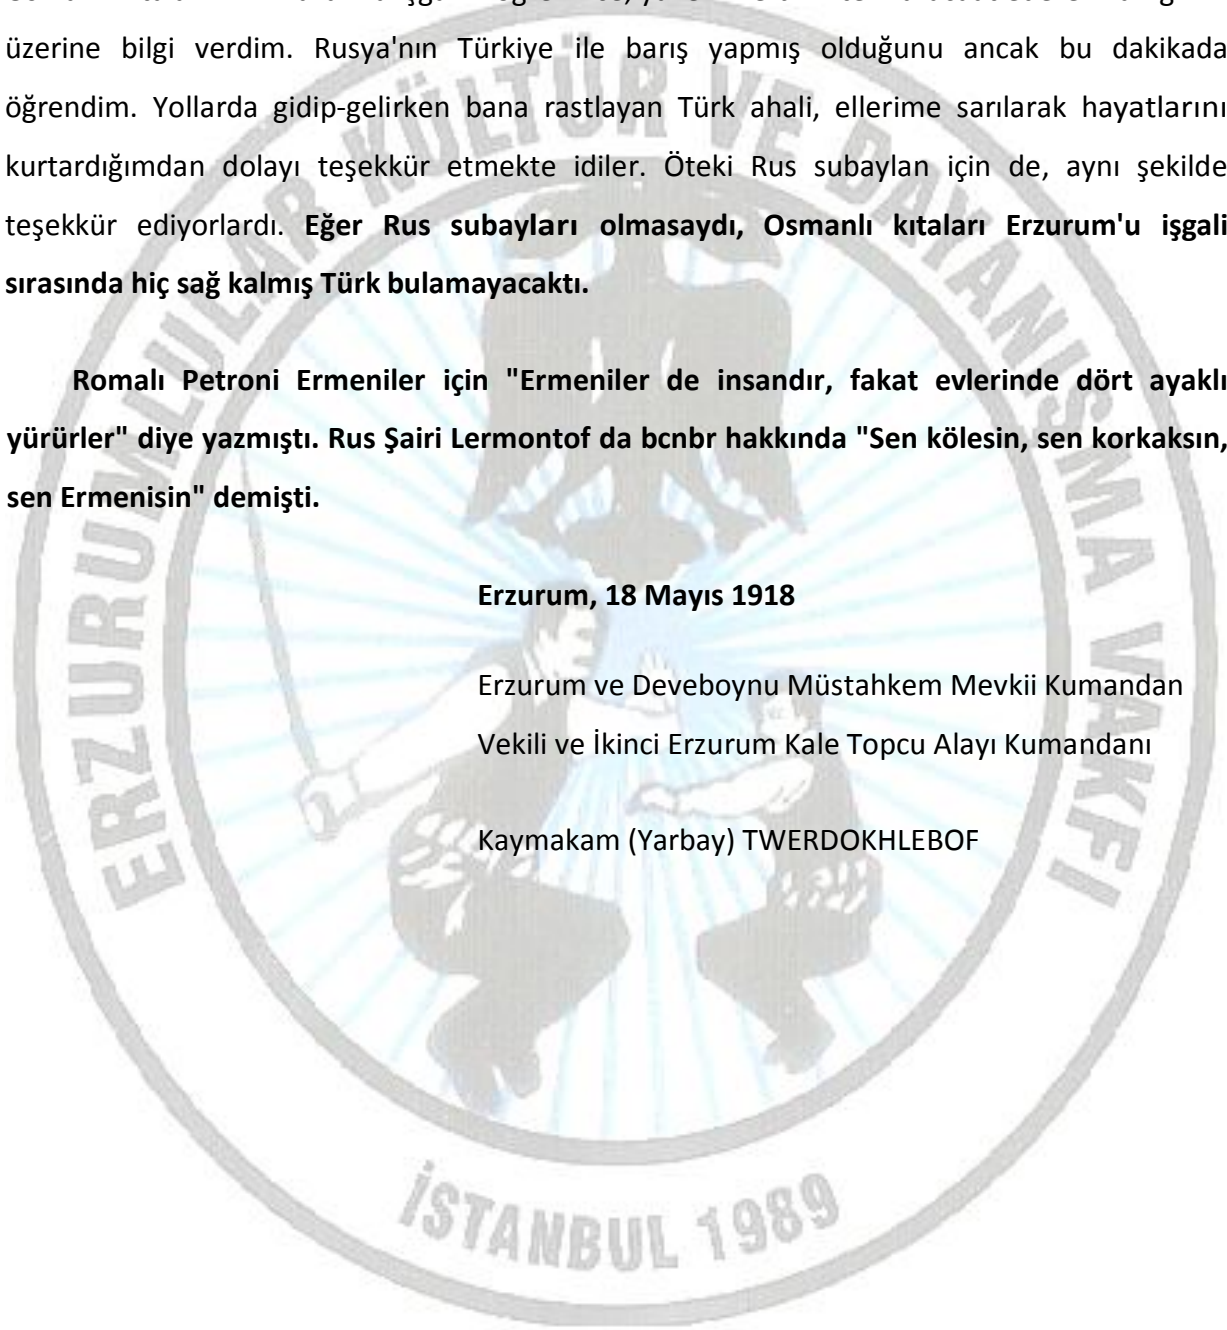 üzerine bilgi verdim. Rusya'nın Türkiye ile barış yapmış olduğunu ancak bu dakikada
öğrendim. Yollarda gidip-gelirken bana rastlayan Türk ahali, ellerime sarılarak hayatlarını
kurtardığımdan dolayı teşekkür etmekte idiler. Öteki Rus subaylan için de, aynı şekilde
teşekkür ediyorlardı. Eğer Rus subayları olmasaydı, Osmanlı kıtaları Erzurum'u işgali
sırasında hiç sağ kalmış Türk bulamayacaktı.
Romalı Petroni Ermeniler için "Ermeniler de insandır, fakat evlerinde dört ayaklı
yürürler" diye yazmıştı. Rus Şairi Lermontof da bcnbr hakkında "Sen kölesin, sen korkaksın,
sen Ermenisin" demişti.
Erzurum, 18 Mayıs 1918
Erzurum ve Deveboynu Müstahkem Mevkii Kumandan
Vekili ve İkinci Erzurum Kale Topcu Alayı Kumandanı
Kaymakam (Yarbay) TWERDOKHLEBOF
ERZURUMLULAR KÜLTÜR VE DAYANIŞMA VAKFI
İSTANBUL 1989